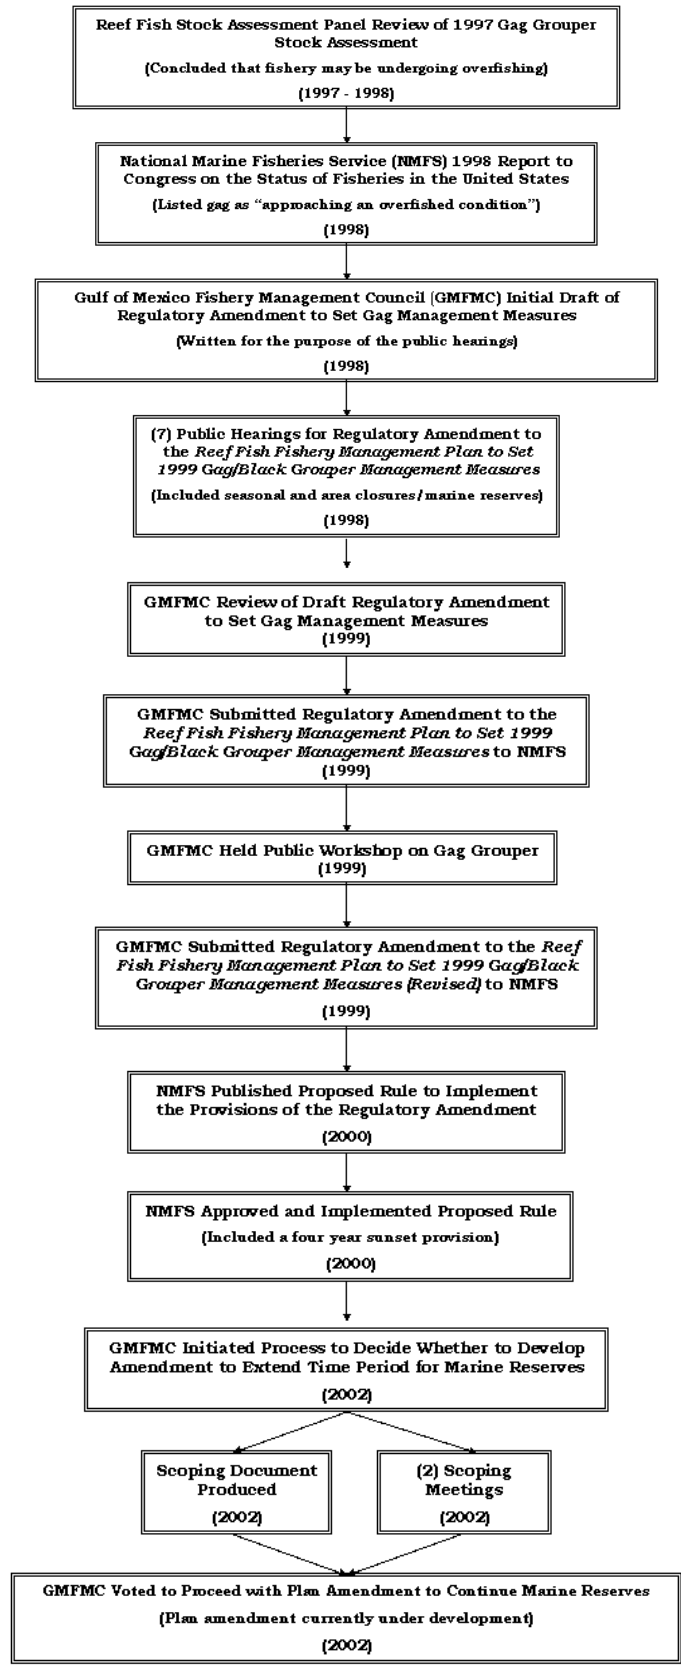 Reef Fish Stock Assessment Panel Review of 1997 Gag Grouper
Stock Assessment
(Concluded that fishery may be undergoing overfishing)
(1997 - 1998)
National Marine Fisheries Service (NMFS) 1998 Report to
Congress on the Status of Fisheries in the United States
(Listed gag as “approaching an overfished condition”)
(1998)
Gulf of Mexico Fishery Management Council (GMFMC) Initial Draft of
Regulatory Amendment to Set Gag Management Measures
(Written for the purpose of the public hearings)
(1998)
(7) Public Hearings for Regulatory Amendment to
the Reef Fish Fishery Management Plan to Set
1999 Gag/Black Grouper Management Measures
(Included seasonal and area closures/marine reserves)
(1998)
GMFMC Review of Draft Regulatory Amendment
to Set Gag Management Measures
(1999)
GMFMC Submitted Regulatory Amendment to the
Reef Fish Fishery Management Plan to Set 1999
Gag/Black Grouper Management Measures to NMFS
(1999)
GMFMC Held Public Workshop on Gag Grouper
(1999)
GMFMC Submitted Regulatory Amendment to the Reef
Fish Fishery Management Plan to Set 1999 Gag/Black
Grouper Management Measures (Revised) to NMFS
(1999)
NMFS Published Proposed Rule to Implement
the Provisions of the Regulatory Amendment
(2000)
NMFS Approved and Implemented Proposed Rule
(Included a four year sunset provision)
(2000)
GMFMC Initiated Process to Decide Whether to Develop
Amendment to Extend Time Period for Marine Reserves
(2002)
Scoping Document
Produced
(2002)
(2) Scoping
Meetings
(2002)
GMFMC Voted to Proceed with Plan Amendment to Continue Marine Reserves
(Plan amendment currently under development)
(2002)